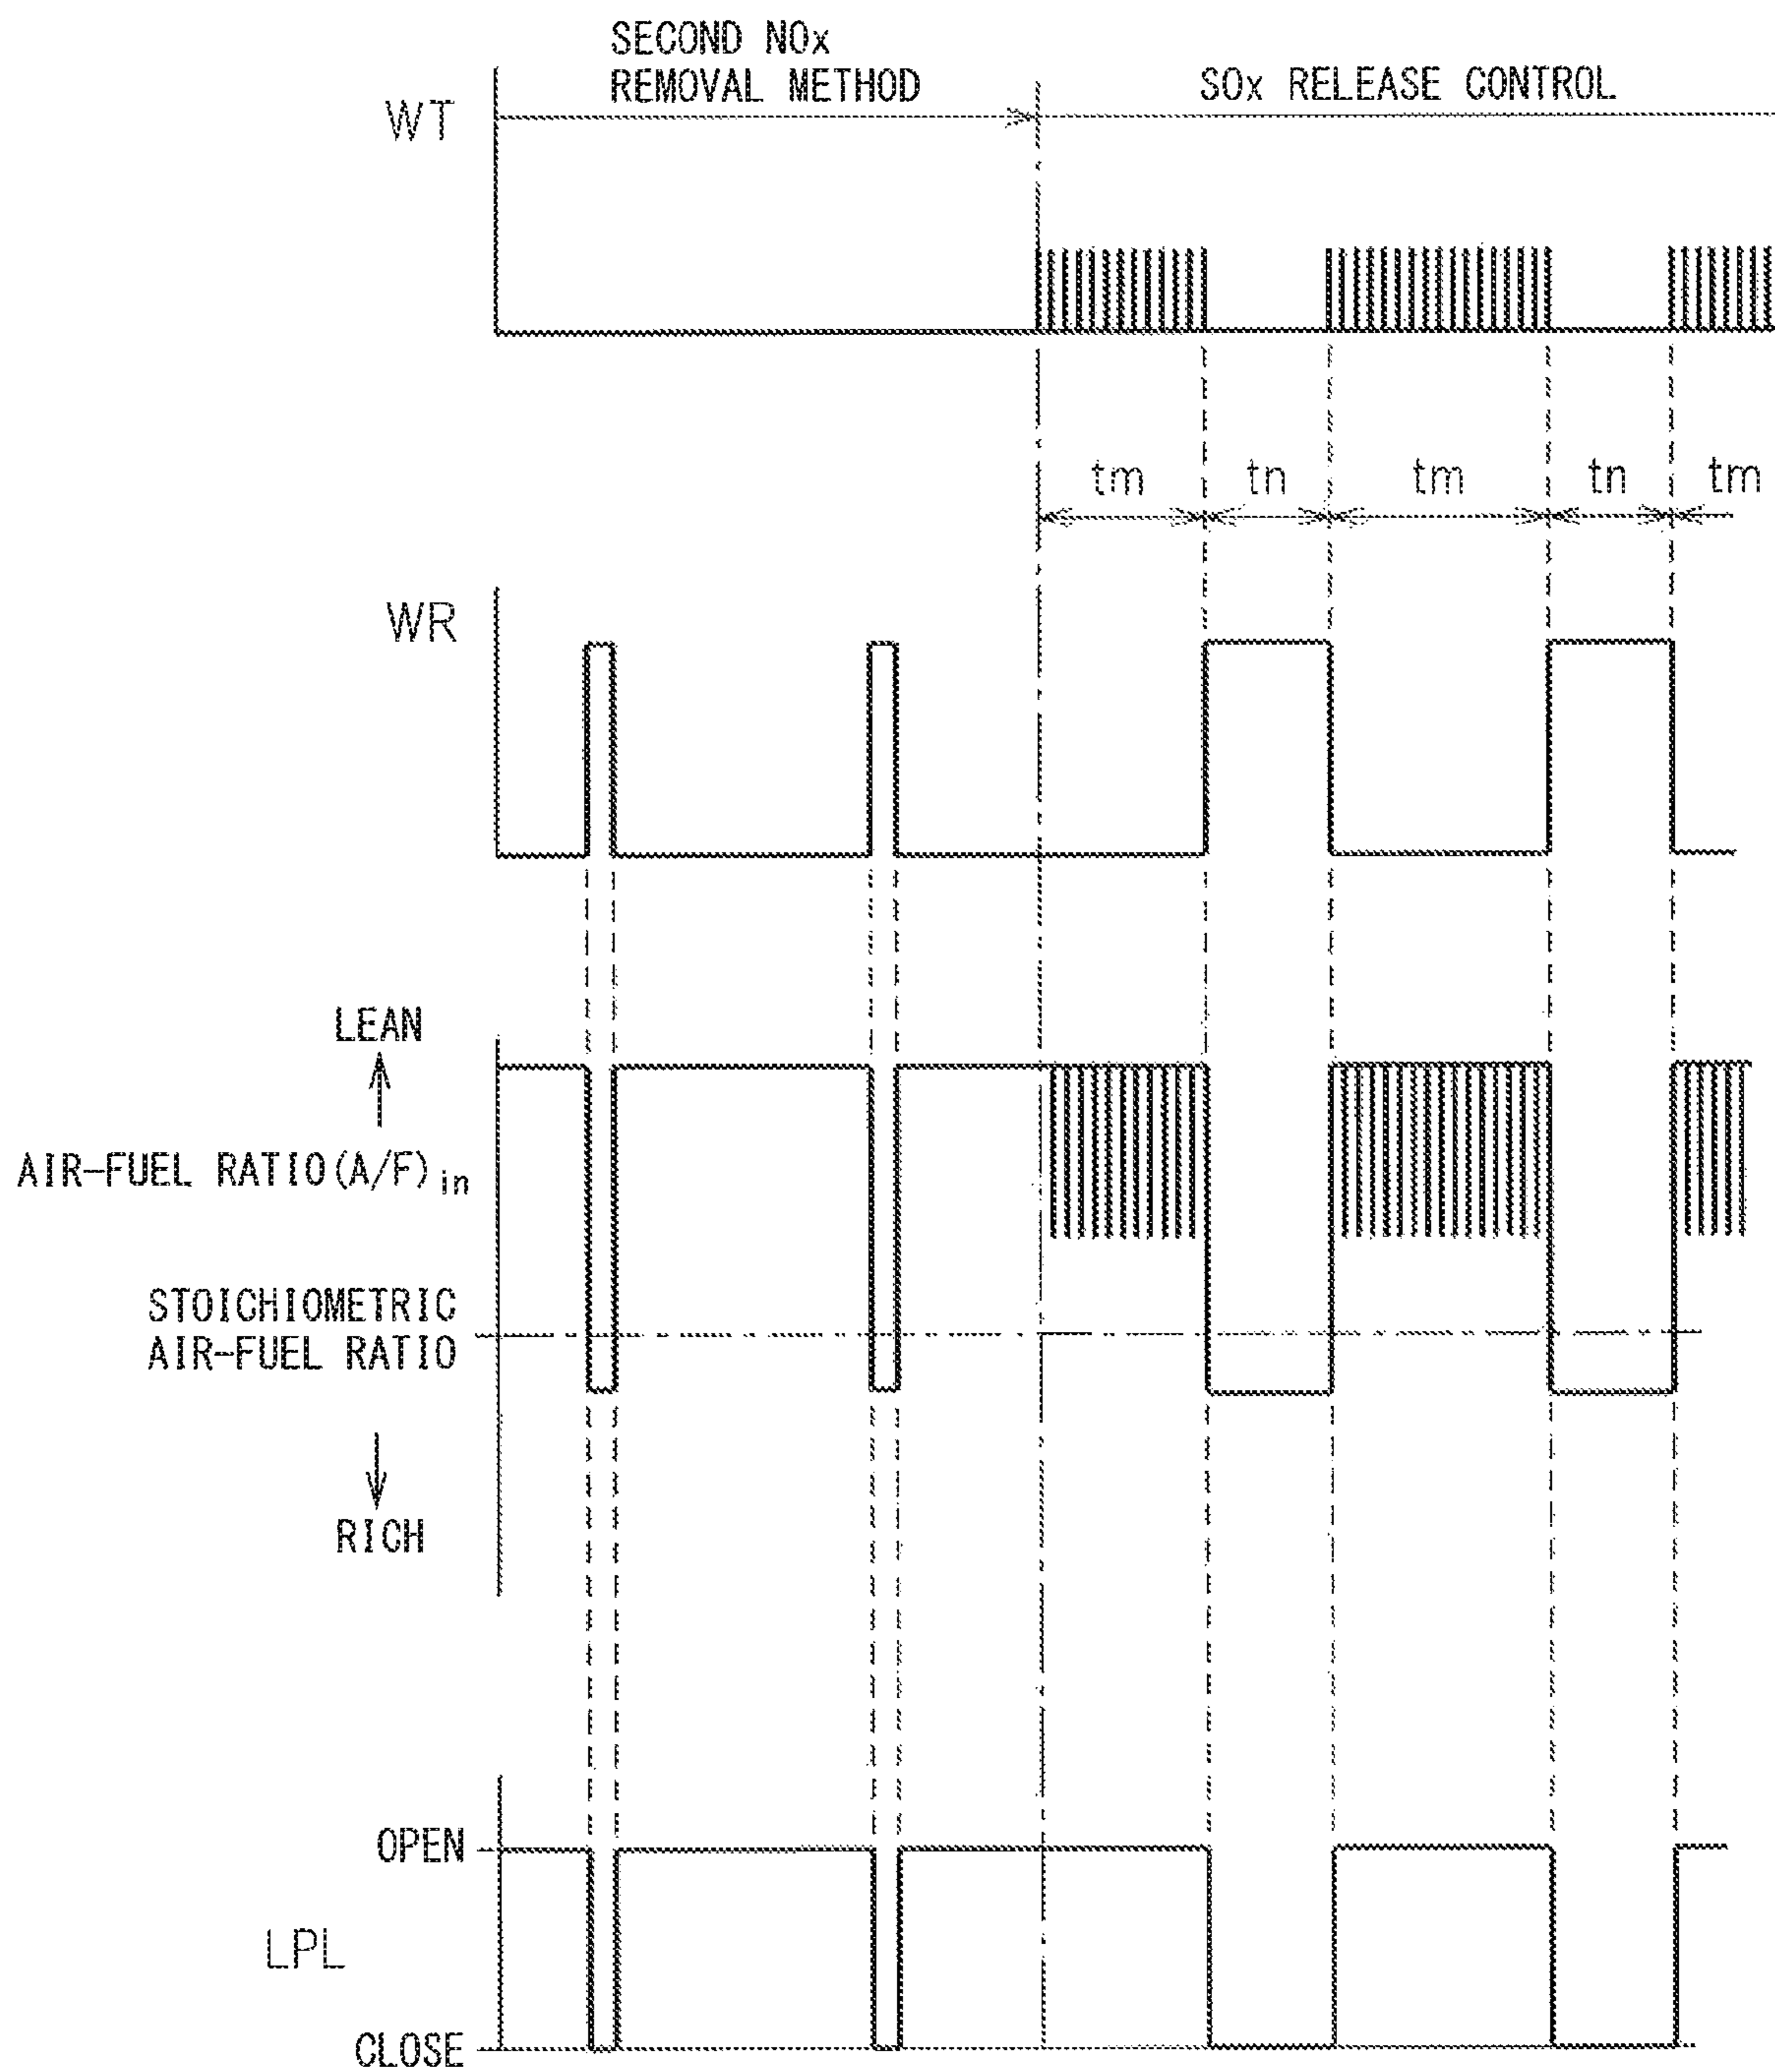 SECOND NOx
REMOVAL METHOD
SOx RELEASE CONTROL
WT
tm
tn
tm
tn
tm
WR
LEAN
AIR-FUEL RATIO(A/F)in
STOICHIOMETRIC
AIR-FUEL RATIO
RICH
OPEN
LPL
CLOSE